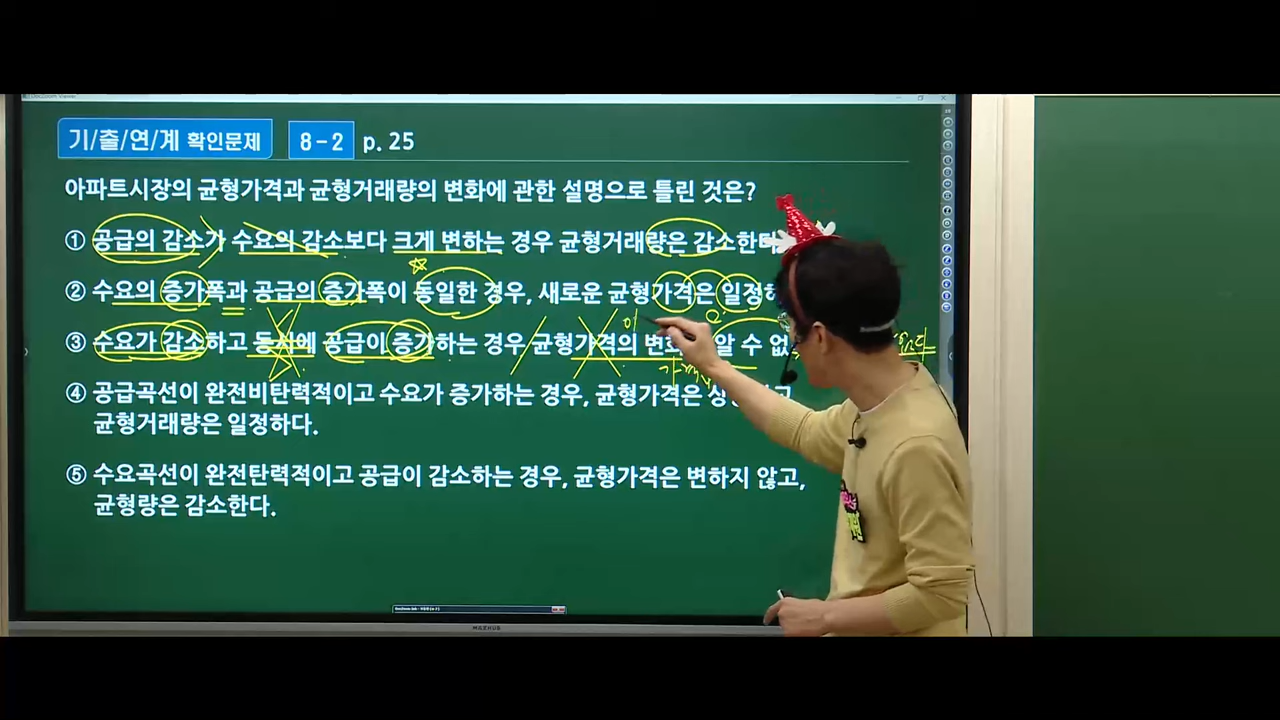 기/출/연/계 확인문제 8-2 p. 25
아파트시장의 균형가격과 균형거래량의 변화에 관한 설명으로 틀린 것은?
① 공급의 감소가 수요의 감소보다 크게 변하는 경우 균형거래량은 감소한다
② 수요의 증가폭과 공급의 증가폭이 동일한 경우, 새로운 균형가격은 일정하
③ 수요가 감소하고 동시에 공급이 증가하는 경우 균형가격의 변화 알 수 없
④ 공급곡선이 완전비탄력적이고 수요가 증가하는 경우, 균형가격은 상 고
균형거래량은 일정하다.
⑤ 수요곡선이 완전탄력적이고 공급이 감소하는 경우, 균형가격은 변하지 않고,
균형량은 감소한다.